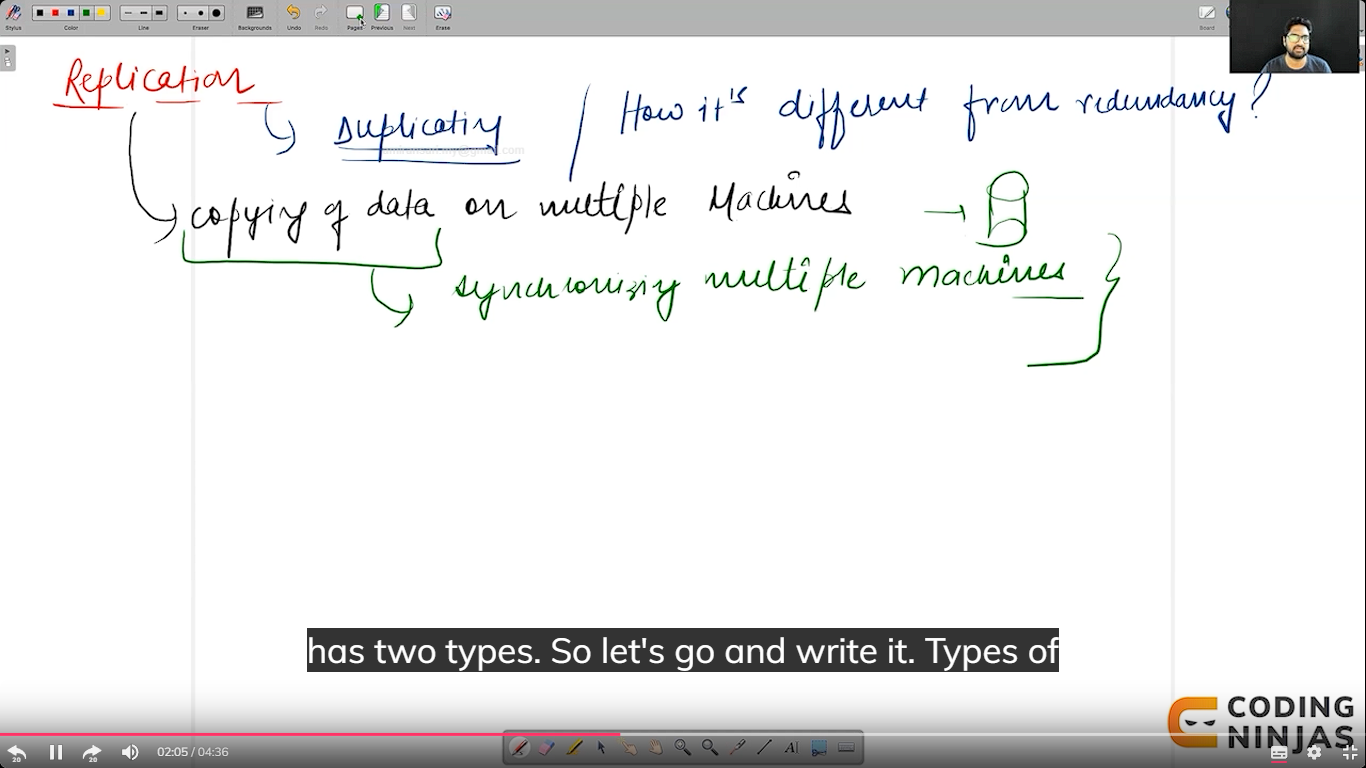 Stylus Color Line Eraser Backgrounds Undo Redo Pages Previous Next Erase Board
Replication
Duplicating / How it's different from redundancy?
copying of data on multiple Machines
synchronizing multiple machines
has two types. So let's go and write it. Types of
CODING
NINJAS
20 20 02:05 / 04:36